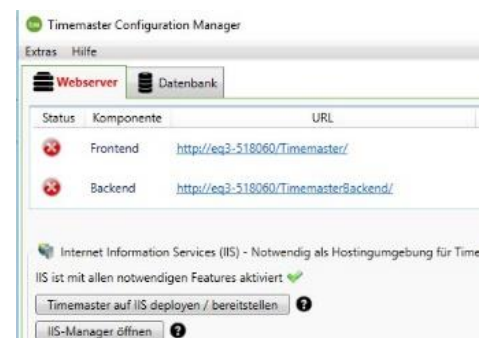 Timemaster Configuration Manager
Extras Hilfe
Webserver Datenbank
Status Komponente URL
Frontend http://eq3-518060/Timemaster/
Backend http://eq3-518060/TimemasterBackend/
Internet Information Services (IIS) - Notwendig als Hostingumgebung für Time
IIS ist mit allen notwendigen Features aktiviert
Timemaster auf IIS deployen / bereitstellen ?
IIS-Manager öffnen ?